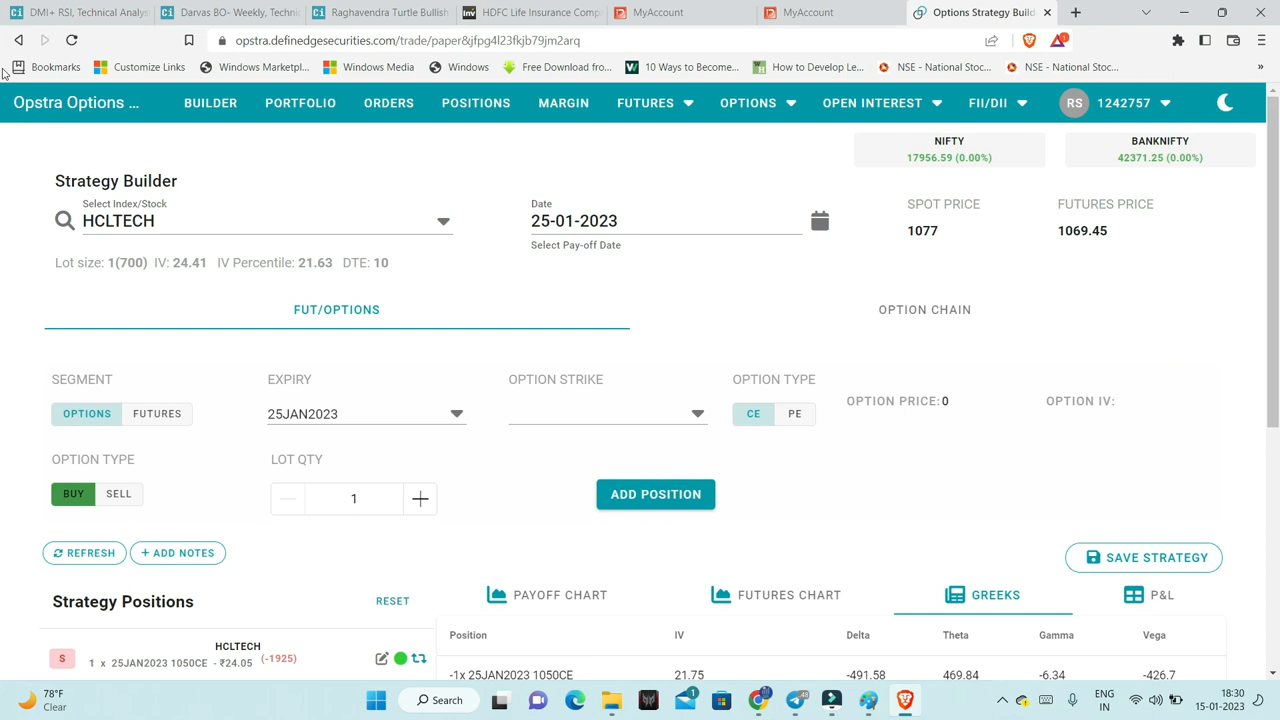 DMI+ RSI, Technical Analys
Darvas BO- Weekly, Technic
Raghavendra Turtle Bullish
HDFC Life Insurance Comp
MyAccount
MyAccount
Options Strategy Build
opstra.definedgesecurities.com/trade/paper&jfpg4l23fkjb79jm2arq
Bookmarks
Customize Links
Windows Marketpl...
Windows Media
Windows
Free Download fro...
10 Ways to Become...
How to Develop Le...
NSE - National Stoc...
NSE - National Stoc...
Opstra Options ...
BUILDER
PORTFOLIO
ORDERS
POSITIONS
MARGIN
FUTURES
OPTIONS
OPEN INTEREST
FII/DII
RS
1242757
NIFTY
17956.59 (0.00%)
BANKNIFTY
42371.25 (0.00%)
Strategy Builder
Select Index/Stock
HCLTECH
Date
25-01-2023
Select Pay-off Date
SPOT PRICE
1077
FUTURES PRICE
1069.45
Lot size: 1(700) IV: 24.41 IV Percentile: 21.63 DTE: 10
FUT/OPTIONS
OPTION CHAIN
SEGMENT
OPTIONS FUTURES
EXPIRY
25JAN2023
OPTION STRIKE
OPTION TYPE
CE PE
OPTION PRICE:0
OPTION IV:
OPTION TYPE
BUY SELL
LOT QTY
1
ADD POSITION
REFRESH
+ ADD NOTES
SAVE STRATEGY
Strategy Positions
RESET
PAYOFF CHART
FUTURES CHART
GREEKS
P&L
HCLTECH
S 1 x 25JAN2023 1050CE - ₹24.05 (-1925)
Position IV Delta Theta Gamma Vega
-1x 25JAN2023 1050CE 21.75 -491.58 469.84 -6.34 -426.7
78°F
Clear
Search
1
48
ENG
IN
18:30
15-01-2023